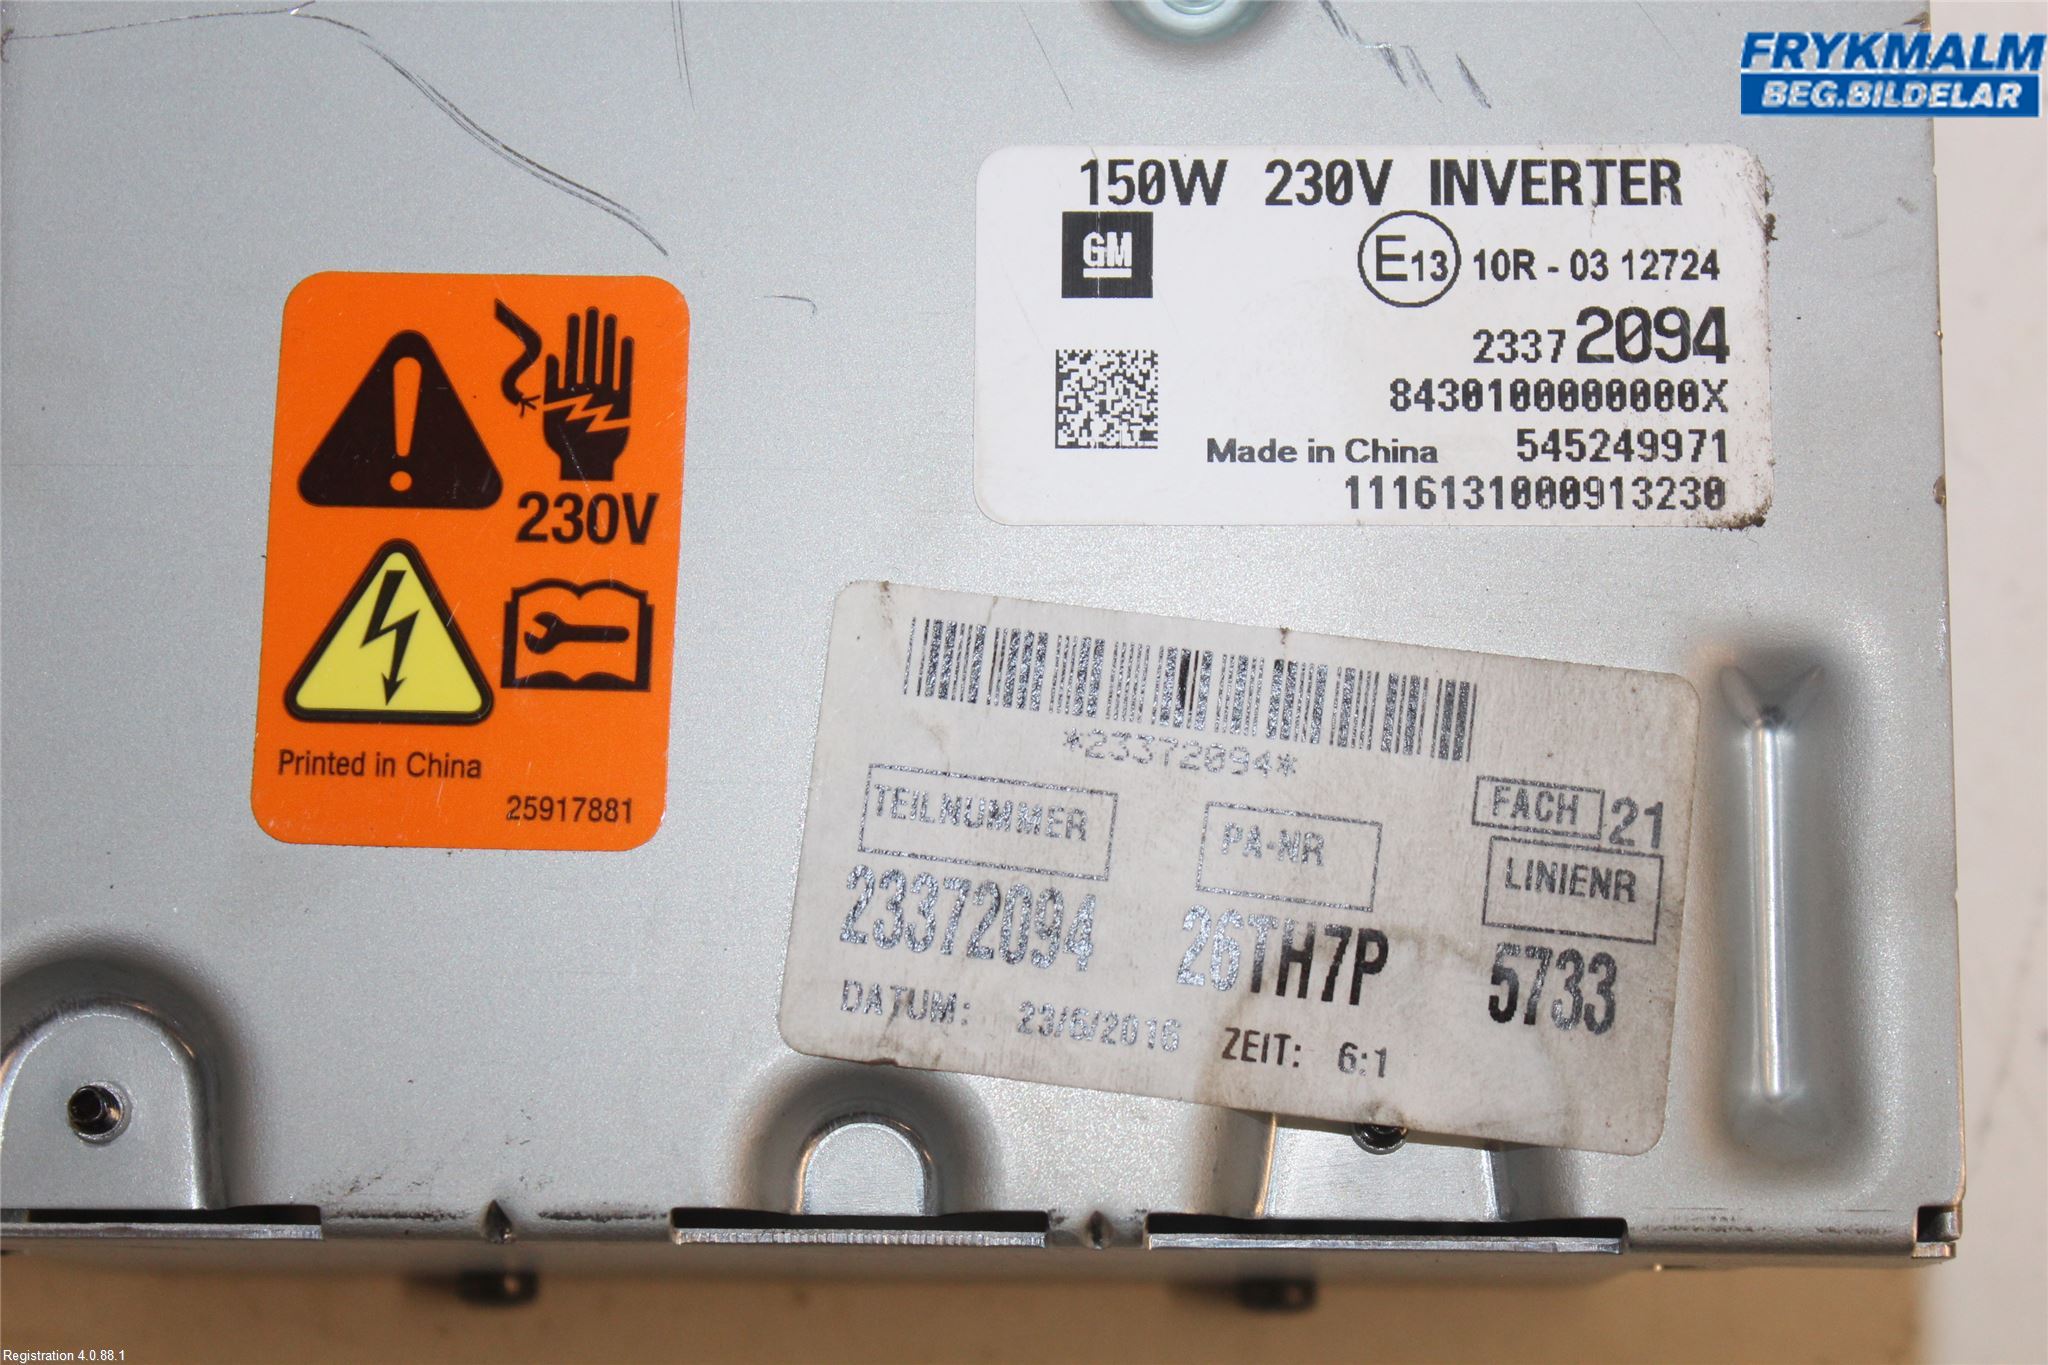 FRYKMALM
BEG.BILDELAR
150W 230V INVERTER
GM
E13 10R - 03 12724
23372094
8430100000000X
Made in China 545249971
1116131000913230
230V
Printed in China
25917881
*23372094*
TEILNUMMER
PA-NR
FACH 21
LINIENR
23372094
26TH7P
5733
DATUM: 23/6/2016 ZEIT: 6:1
Registration 4.0.88.1